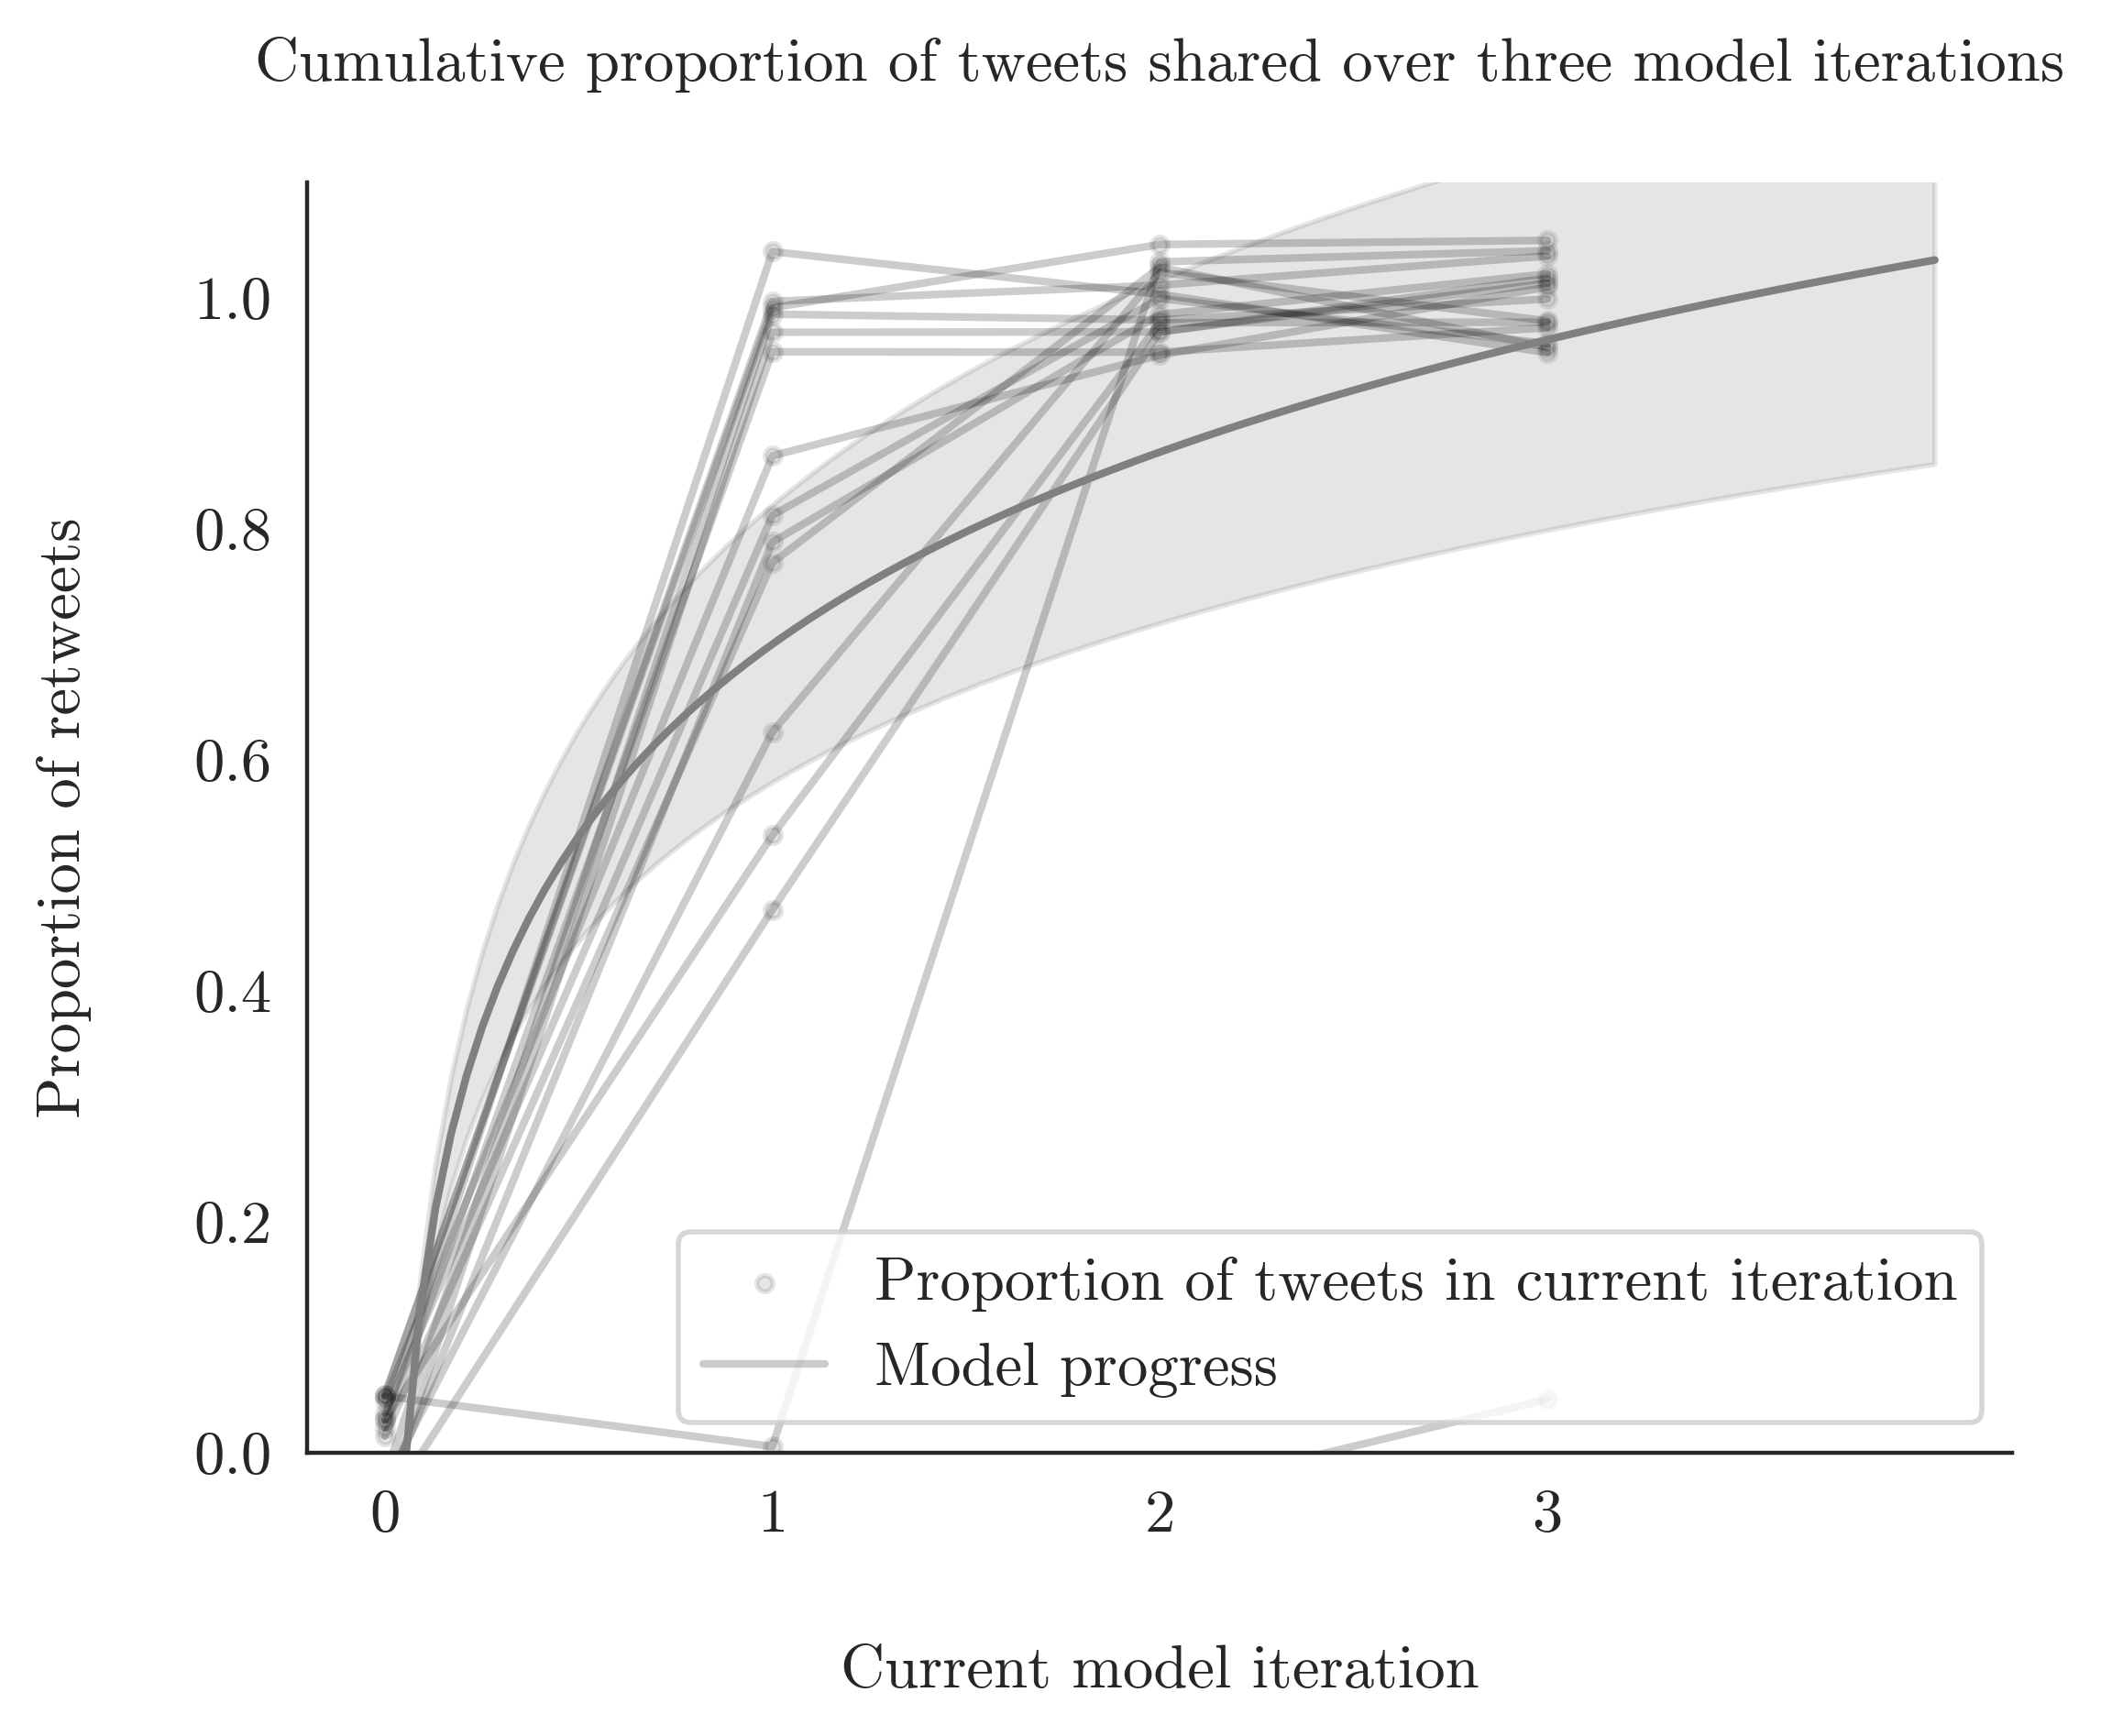 Cumulative proportion of tweets shared over three model iterations
Proportion of retweets
1.0
0.8
0.6
0.4
0.2
0.0
Proportion of tweets in current iteration
Model progress
0 1 2 3
Current model iteration